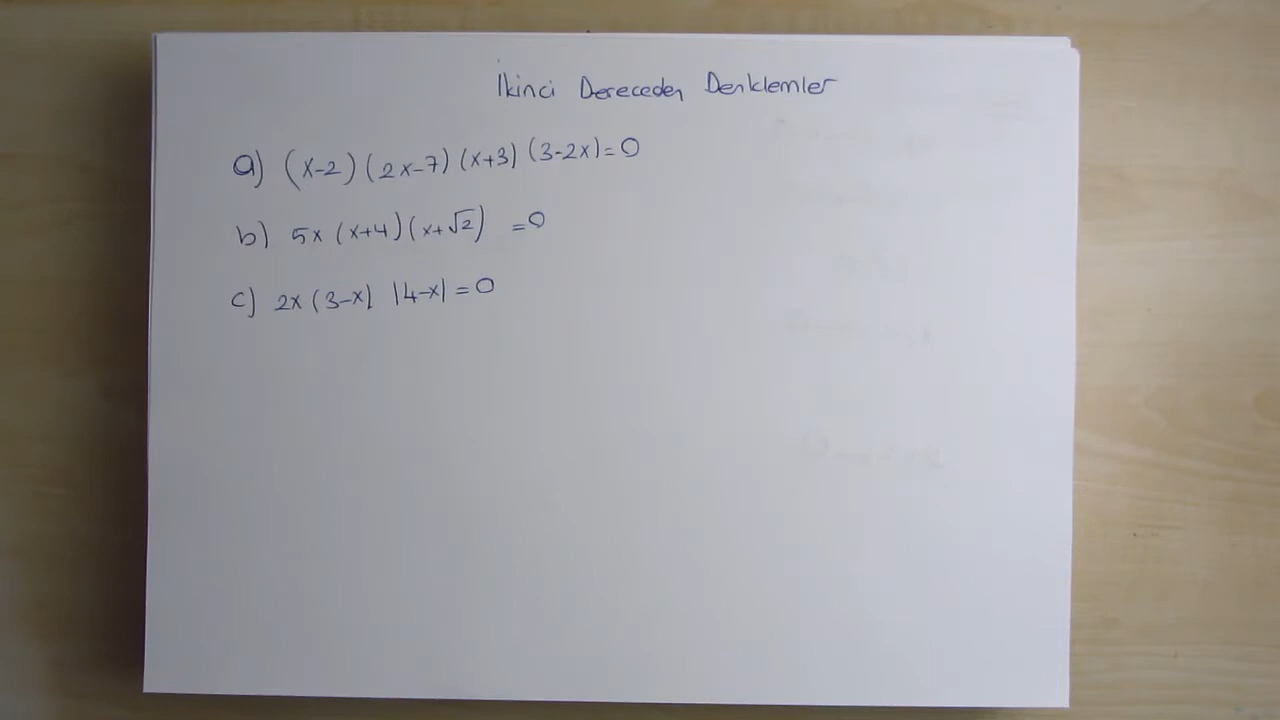 İkinci Dereceden Denklemler
a) (x-2) (2x-7) (x+3) (3-2x)=0
b) 5x (x+4) (x+√2) =0
c) 2x (3-x) |4-x| =0